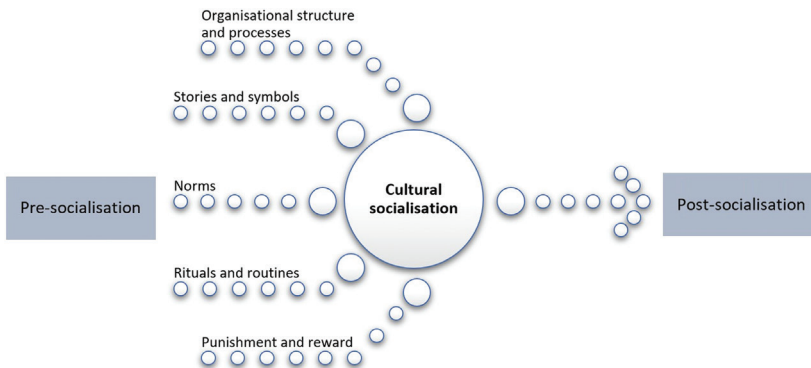 Organisational structure
and processes
Stories and symbols
Pre-socialisation
Norms
Cultural
socialisation
Post-socialisation
Rituals and routines
Punishment and reward